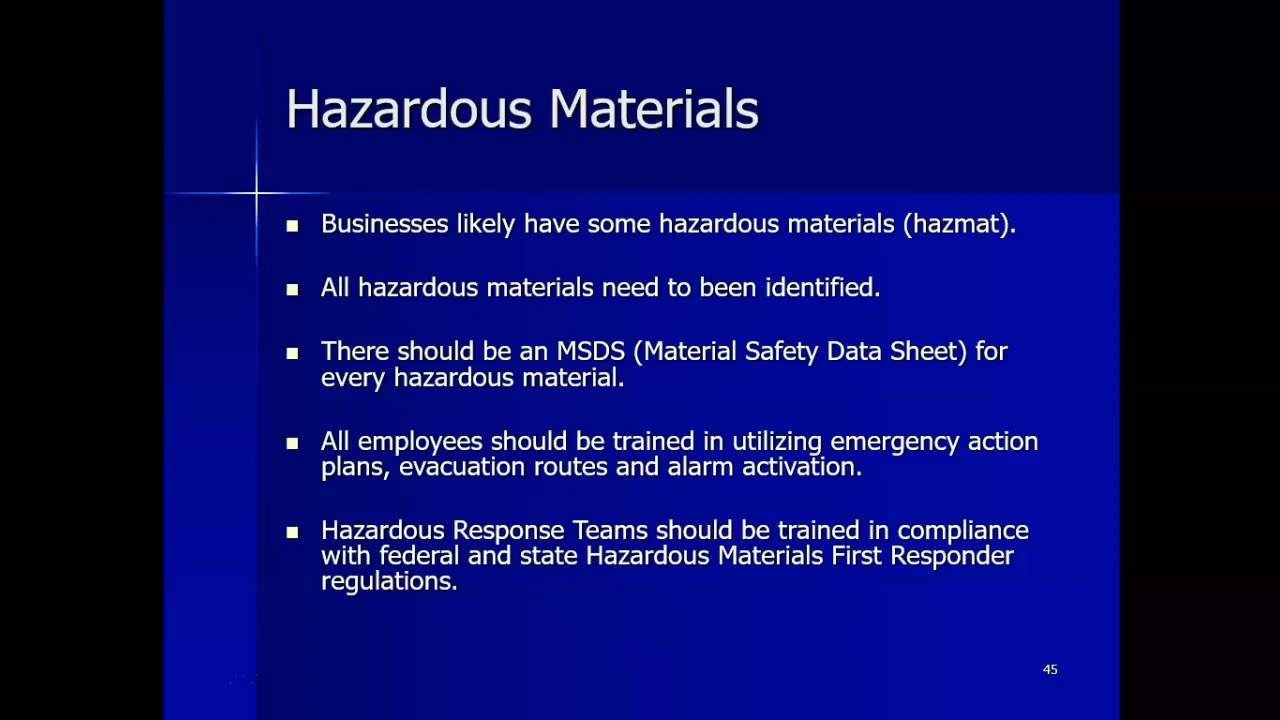 Hazardous Materials
Businesses likely have some hazardous materials (hazmat).
All hazardous materials need to been identified.
There should be an MSDS (Material Safety Data Sheet) for
every hazardous material.
All employees should be trained in utilizing emergency action
plans, evacuation routes and alarm activation.
Hazardous Response Teams should be trained in compliance
with federal and state Hazardous Materials First Responder
regulations.
45